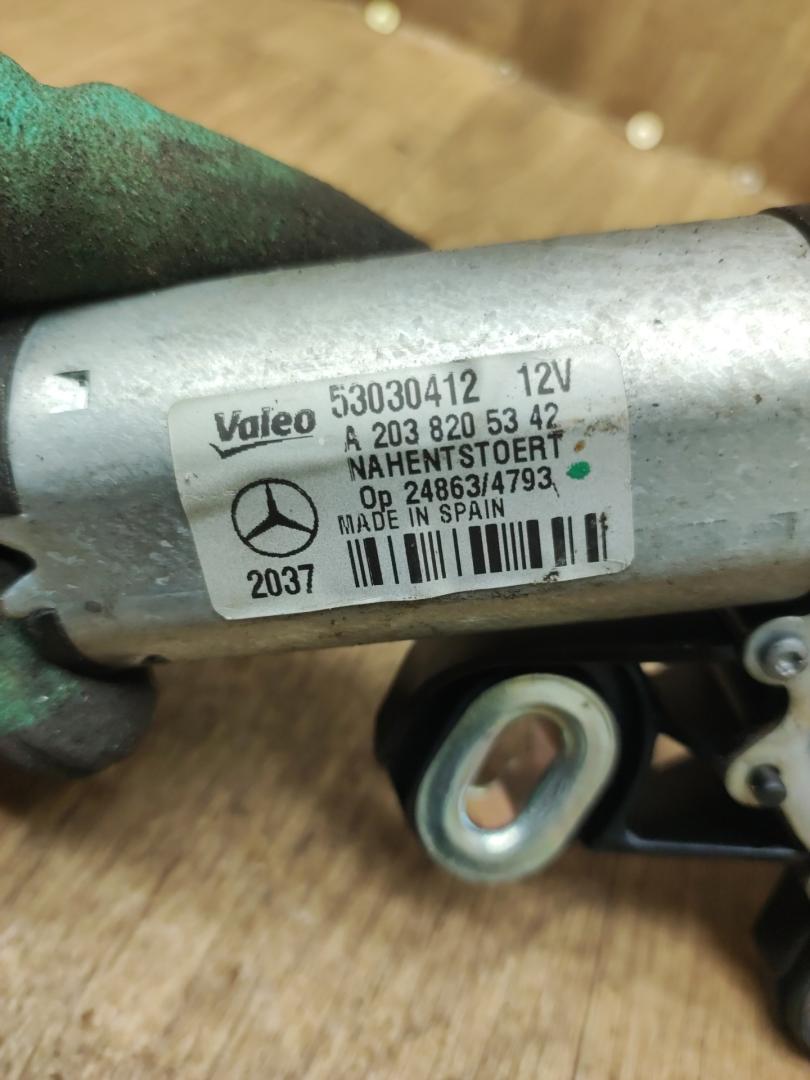 Valeo 53030412 12V
A 203 820 53 42
NAHENTSTOERT
Op 24863/4793
MADE IN SPAIN
2037